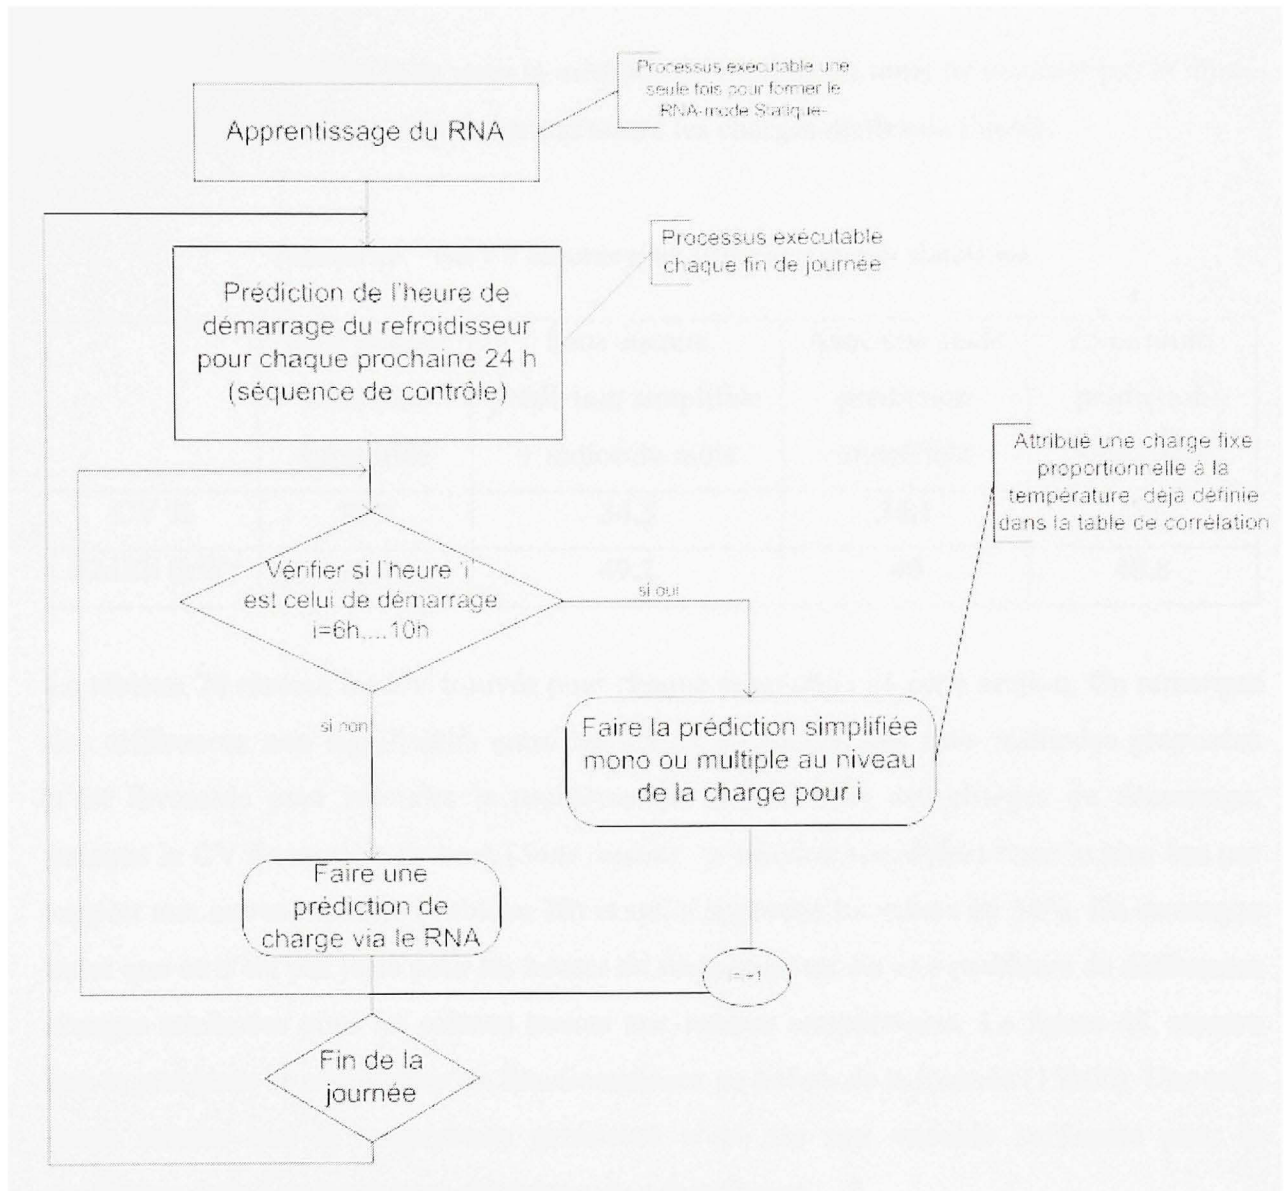 Processus exécutable une
seule fois pour former le
RNA-mode Statique-
Apprentissage du RNA
Processus exécutable
chaque fin de journée
Prédiction de l'heure de
démarrage du refroidisseur
pour chaque prochaine 24 h
(séquence de contrôle)
Attribué une charge fixe
proportionnelle à la
température déjà définie
dans la table de corrélation
Vérifier si l'heure 'i'
est celui de démarrage
i=6h,...10h
si oui
si non
Faire la prédiction simplifiée
mono ou multiple au niveau
de la charge pour i
Faire une
prédiction de
charge via le RNA
Fin de la
journée